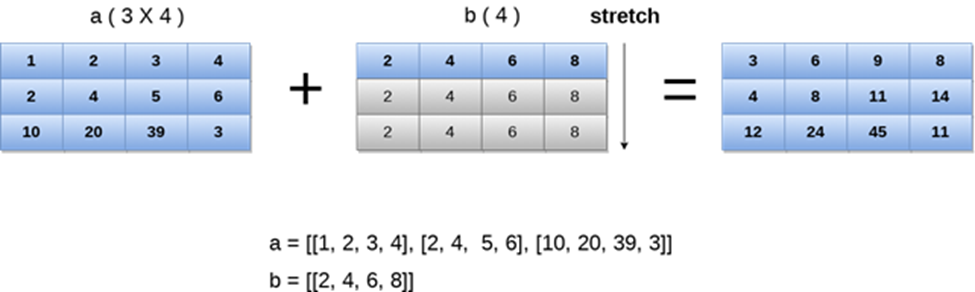 a ( 3 X 4 ) b ( 4 ) stretch
1 2 3 4 + 2 4 6 8 = 3 6 9 8
2 4 5 6 2 4 6 8 4 8 11 14
10 20 39 3 2 4 6 8 12 24 45 11
a = [[1, 2, 3, 4], [2, 4,  5, 6], [10, 20, 39, 3]]
b = [[2, 4, 6, 8]]